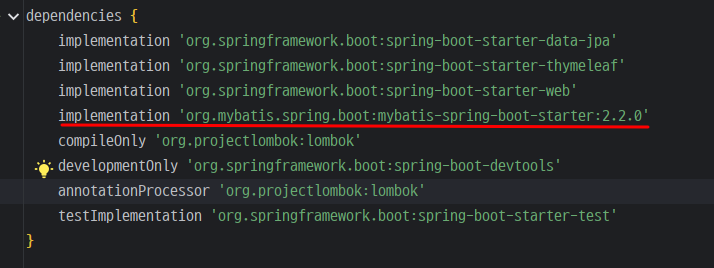 dependencies {
implementation 'org.springframework.boot:spring-boot-starter-data-jpa'
implementation 'org.springframework.boot:spring-boot-starter-thymeleaf'
implementation 'org.springframework.boot:spring-boot-starter-web'
implementation 'org.mybatis.spring.boot:mybatis-spring-boot-starter:2.2.0'
compileOnly 'org.projectlombok:lombok'
developmentOnly 'org.springframework.boot:spring-boot-devtools'
annotationProcessor 'org.projectlombok:lombok'
testImplementation 'org.springframework.boot:spring-boot-starter-test'
}